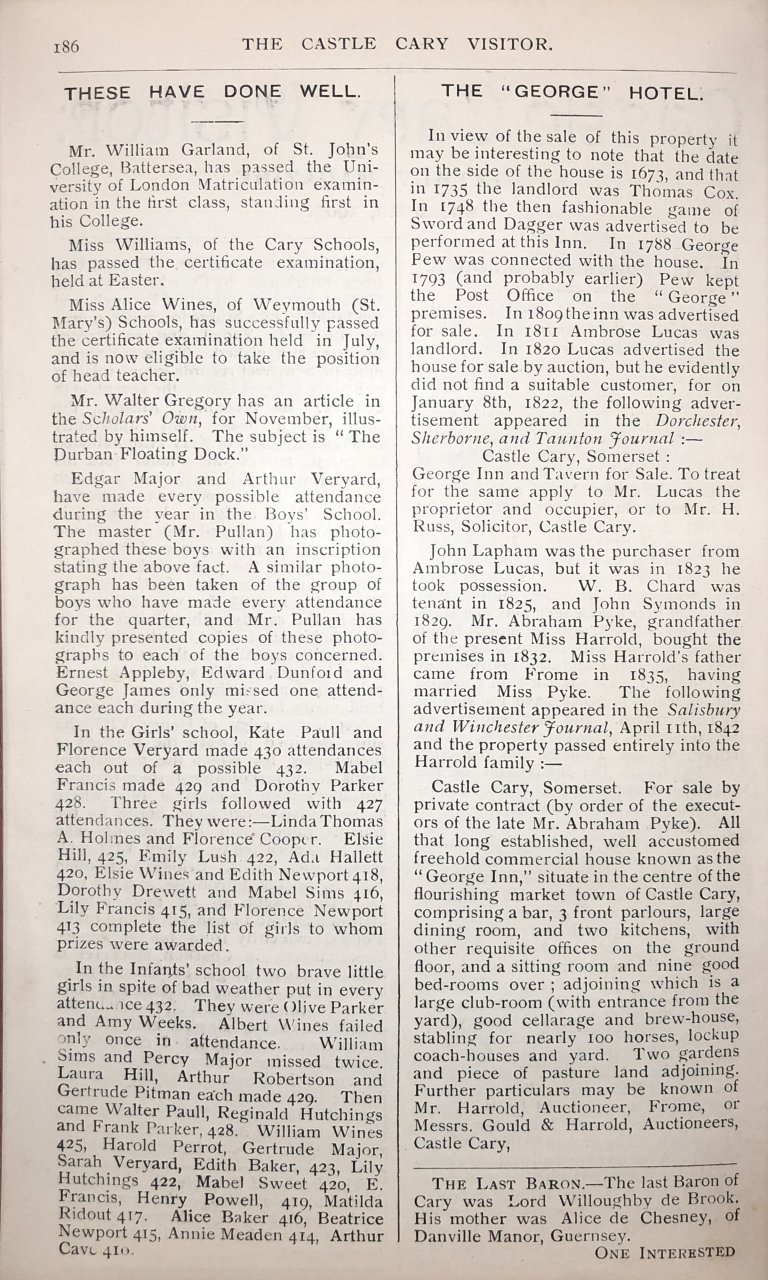 186
THE CASTLE CARY VISITOR.
THESE HAVE DONE WELL.
Mr. William Garland, of St. John's
College, Battersea, has passed the Uni-
versity of London Matriculation examin-
ation in the first class, standing first in
his College.
Miss Williams, of the Cary Schools,
has passed the certificate examination,
held at Easter.
Miss Alice Wines, of Weymouth (St.
Mary's) Schools, has successfully passed
the certificate examination held in July,
and is now eligible to take the position
of head teacher.
Mr. Walter Gregory has an article in
the Scholars' Own, for November, illus-
trated by himself. The subject is "The
Durban Floating Dock."
Edgar Major and Arthur Veryard,
have made every possible attendance
during the year in the Boys' School.
The master (Mr. Pullan) has photo-
graphed these boys with an inscription
stating the above fact. A similar photo-
graph has been taken of the group of
boys who have made every attendance
for the quarter, and Mr. Pullan has
kindly presented copies of these photo-
graphs to each of the boys concerned.
Ernest Appleby, Edward Dunford and
George James only missed one attend-
ance each during the year.
In the Girls' school, Kate Paull and
Florence Veryard made 430 attendances
each out of a possible 432. Mabel
Francis made 429 and Dorothy Parker
428. Three girls followed with 427
attendances. They were:—Linda Thomas
A. Holmes and Florence Cooper. Elsie
Hill, 425, Emily Lush 422, Ada Hallett
420, Elsie Wines and Edith Newport 418,
Dorothy Drewett and Mabel Sims 416,
Lily Francis 415, and Florence Newport
413 complete the list of girls to whom
prizes were awarded.
In the Infants' school two brave little
girls in spite of bad weather put in every
attendance 432. They were Olive Parker
and Amy Weeks. Albert Wines failed
only once in attendance. William
Sims and Percy Major missed twice.
Laura Hill, Arthur Robertson and
Gertrude Pitman each made 429. Then
came Walter Paull, Reginald Hutchings
and Frank Parker, 428. William Wines
425, Harold Perrot, Gertrude Major,
Sarah Veryard, Edith Baker, 423, Lily
Hutchings 422, Mabel Sweet 420, E.
Francis, Henry Powell, 419, Matilda
Ridout 417. Alice Baker 416, Beatrice
Newport 415, Annie Meaden 414, Arthur
Cave 410.
THE "GEORGE" HOTEL.
In view of the sale of this property it
may be interesting to note that the date
on the side of the house is 1673, and that
in 1735 the landlord was Thomas Cox.
In 1748 the then fashionable game of
Sword and Dagger was advertised to be
performed at this Inn. In 1788 George
Pew was connected with the house. In
1793 (and probably earlier) Pew kept
the Post Office on the "George"
premises. In 1809 the inn was advertised
for sale. In 1811 Ambrose Lucas was
landlord. In 1820 Lucas advertised the
house for sale by auction, but he evidently
did not find a suitable customer, for on
January 8th, 1822, the following adver-
tisement appeared in the Dorchester,
Sherborne, and Taunton Journal :—
Castle Cary, Somerset :
George Inn and Tavern for Sale. To treat
for the same apply to Mr. Lucas the
proprietor and occupier, or to Mr. H.
Russ, Solicitor, Castle Cary.
John Lapham was the purchaser from
Ambrose Lucas, but it was in 1823 he
took possession. W. B. Chard was
tenant in 1825, and John Symonds in
1829. Mr. Abraham Pyke, grandfather
of the present Miss Harrold, bought the
premises in 1832. Miss Harrold's father
came from Frome in 1835, having
married Miss Pyke. The following
advertisement appeared in the Salisbury
and Winchester Journal, April 11th, 1842
and the property passed entirely into the
Harrold family :—
Castle Cary, Somerset. For sale by
private contract (by order of the execut-
ors of the late Mr. Abraham Pyke). All
that long established, well accustomed
freehold commercial house known as the
"George Inn," situate in the centre of the
flourishing market town of Castle Cary,
comprising a bar, 3 front parlours, large
dining room, and two kitchens, with
other requisite offices on the ground
floor, and a sitting room and nine good
bed-rooms over ; adjoining which is a
large club-room (with entrance from the
yard), good cellarage and brew-house,
stabling for nearly 100 horses, lockup
coach-houses and yard. Two gardens
and piece of pasture land adjoining.
Further particulars may be known of
Mr. Harrold, Auctioneer, Frome, or
Messrs. Gould & Harrold, Auctioneers,
Castle Cary,
THE LAST BARON.—The last Baron of
Cary was Lord Willoughby de Brook.
His mother was Alice de Chesney, of
Danville Manor, Guernsey.
ONE INTERESTED